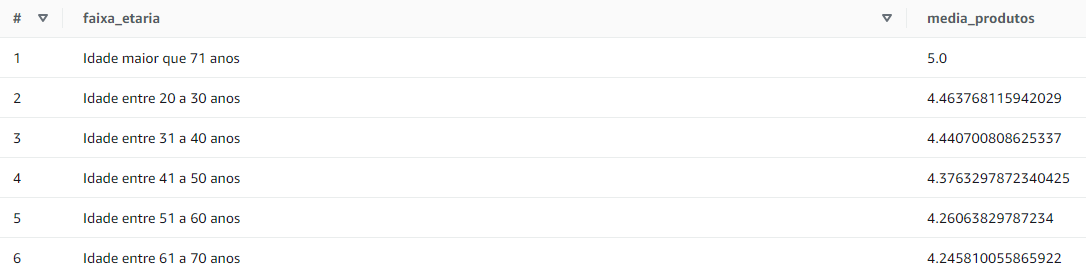 # faixa_etaria media_produtos
1 Idade maior que 71 anos 5.0
2 Idade entre 20 a 30 anos 4.463768115942029
3 Idade entre 31 a 40 anos 4.440700808625337
4 Idade entre 41 a 50 anos 4.3763297872340425
5 Idade entre 51 a 60 anos 4.26063829787234
6 Idade entre 61 a 70 anos 4.245810055865922